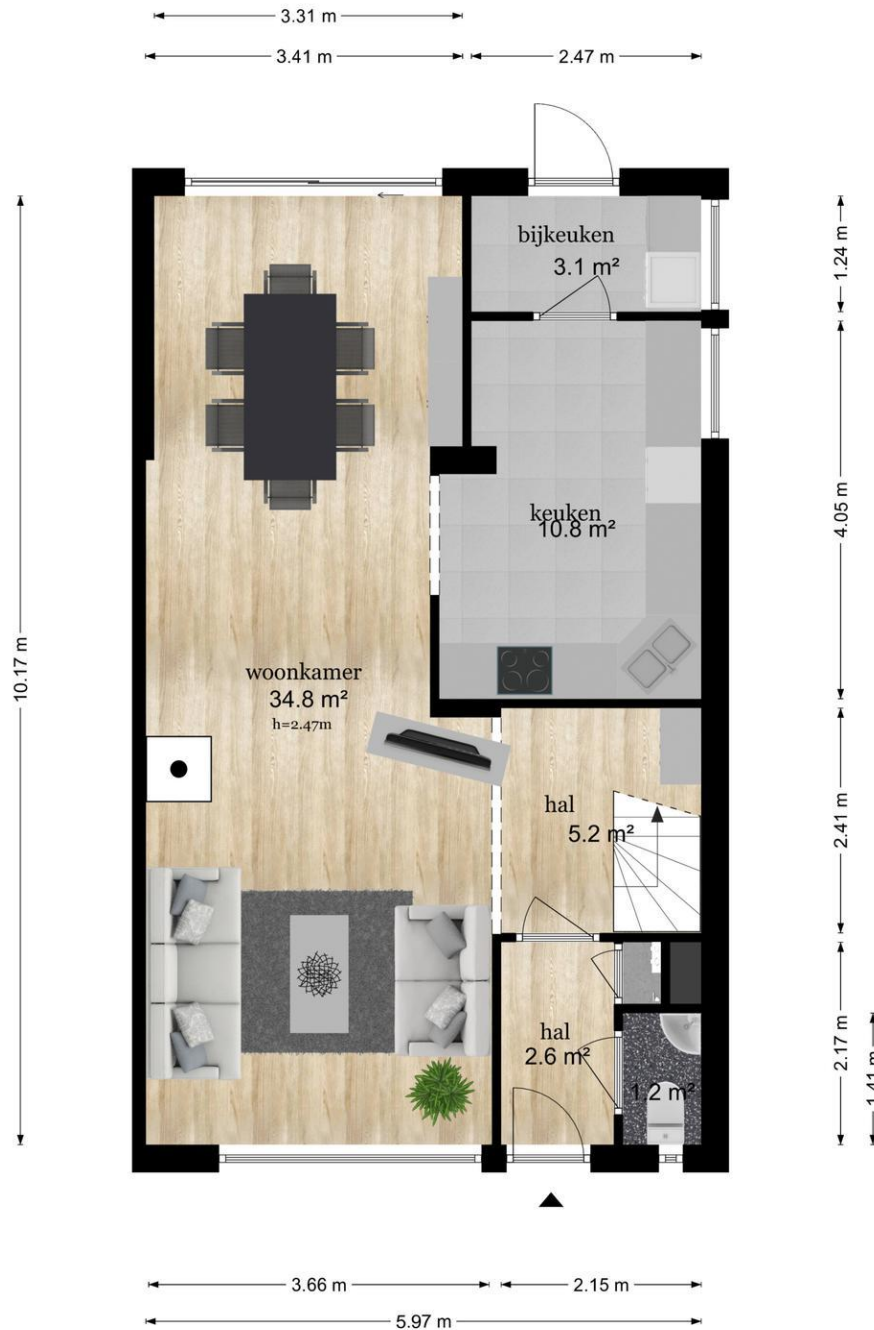 3.31 m
3.41 m
2.47 m
bijkeuken
3.1 m²
1.24 m
keuken
10.8 m²
4.05 m
10.17 m
woonkamer
34.8 m²
h=2.47m
hal
5.2 m²
2.41 m
hal
2.6 m²
1.2 m²
2.17 m
1.41 m
3.66 m
2.15 m
5.97 m